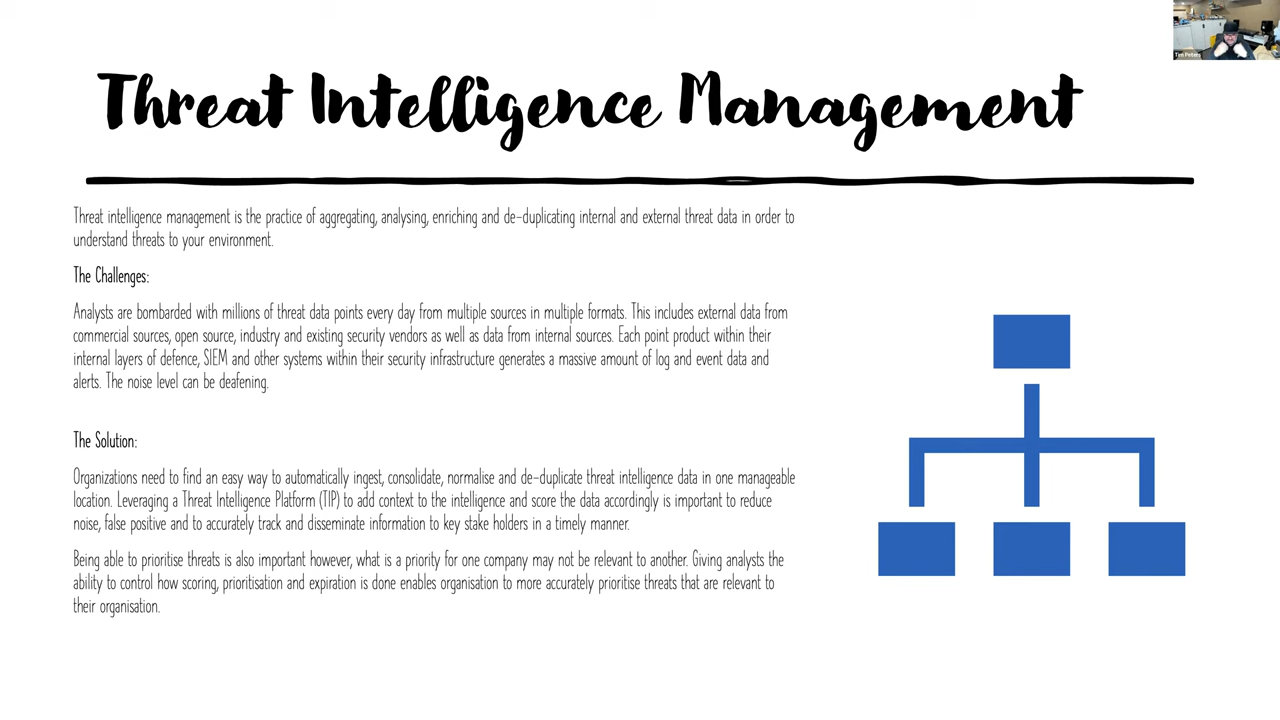 Tim Peters
Threat Intelligence Management
Threat intelligence management is the practice of aggregating, analysing, enriching and de-duplicating internal and external threat data in order to
understand threats to your environment.
The Challenges:
Analysts are bombarded with millions of threat data points every day from multiple sources in multiple formats. This includes external data from
commercial sources, open source, industry and existing security vendors as well as data from internal sources. Each point product within their
internal layers of defence, SIEM and other systems within their security infrastructure generates a massive amount of log and event data and
alerts. The noise level can be deafening.
The Solution:
Organizations need to find an easy way to automatically ingest, consolidate, normalise and de-duplicate threat intelligence data in one manageable
location. Leveraging a Threat Intelligence Platform (TIP) to add context to the intelligence and score the data accordingly is important to reduce
noise, false positive and to accurately track and disseminate information to key stake holders in a timely manner.
Being able to prioritise threats is also important however, what is a priority for one company may not be relevant to another. Giving analysts the
ability to control how scoring, prioritisation and expiration is done enables organisation to more accurately prioritise threats that are relevant to
their organisation.